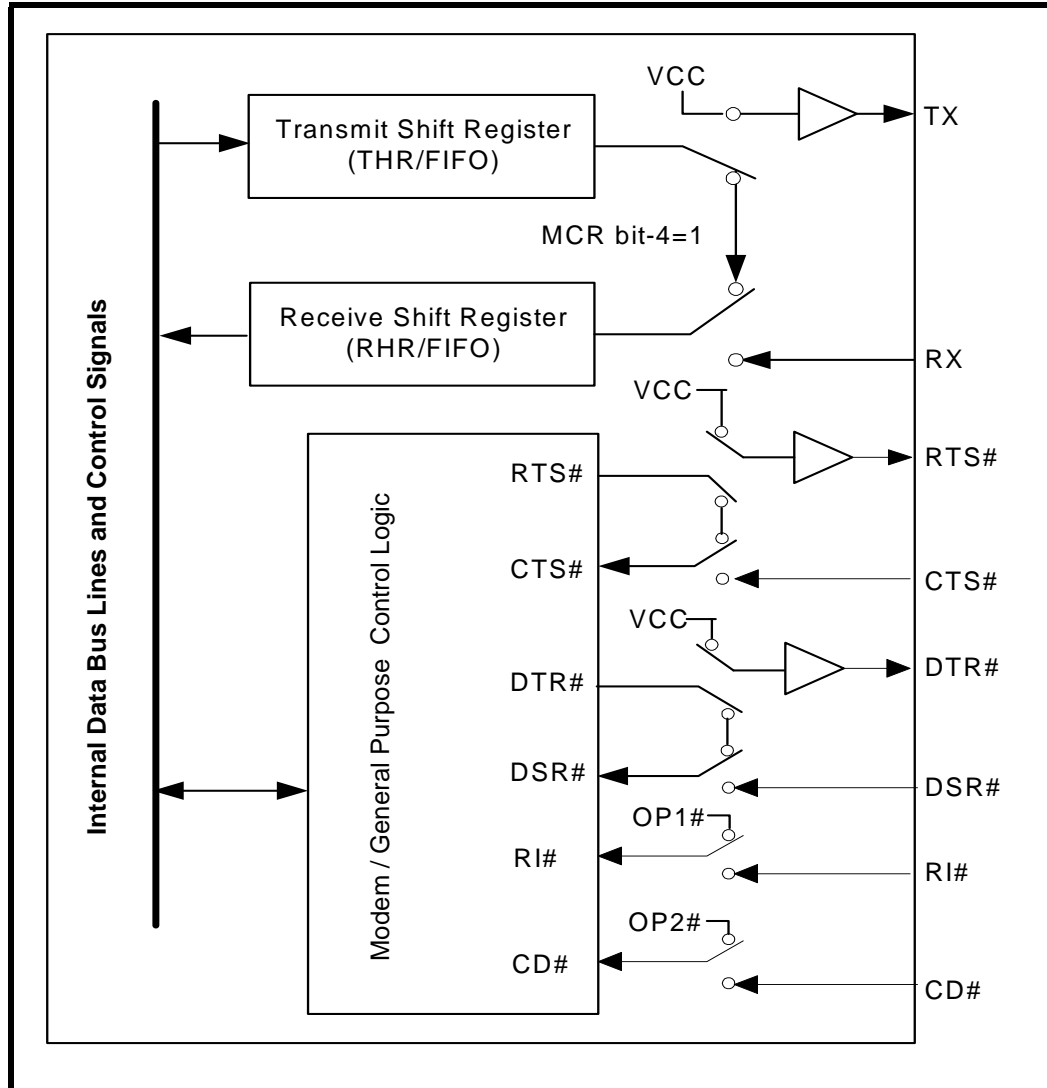 VCC
TX
Transmit Shift Register
(THR/FIFO)
MCR bit-4=1
Receive Shift Register
(RHR/FIFO)
RX
VCC
RTS#
RTS#
CTS#
CTS#
VCC
DTR#
DTR#
DSR#
DSR#
OP1#
RI#
RI#
OP2#
CD#
CD#
Internal Data Bus Lines and Control Signals
Modem / General Purpose Control Logic